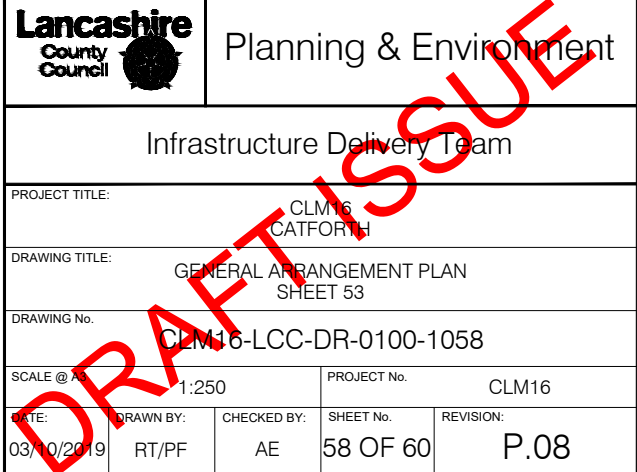 Lancashire
County
Council
Planning & Environment
Infrastructure Delivery Team
PROJECT TITLE:
CLM16
CATFORTH
DRAWING TITLE:
GENERAL ARRANGEMENT PLAN
SHEET 53
DRAWING No.
CLM16-LCC-DR-0100-1058
SCALE @ A3
1:250
PROJECT No.
CLM16
DATE:
03/10/2019
DRAWN BY:
RT/PF
CHECKED BY:
AE
SHEET No.
58 OF 60
REVISION:
P.08
DRAFT ISSUE